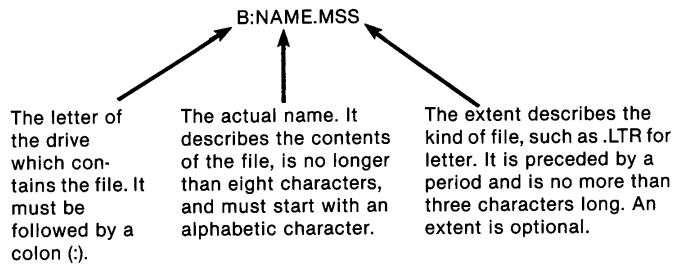 B:NAME.MSS
The letter of
the drive
which con-
tains the file. It
must be
followed by a
colon (:).
The actual name. It
describes the contents
of the file, is no longer
than eight characters,
and must start with an
alphabetic character.
The extent describes the
kind of file, such as .LTR for
letter. It is preceded by a
period and is no more than
three characters long. An
extent is optional.